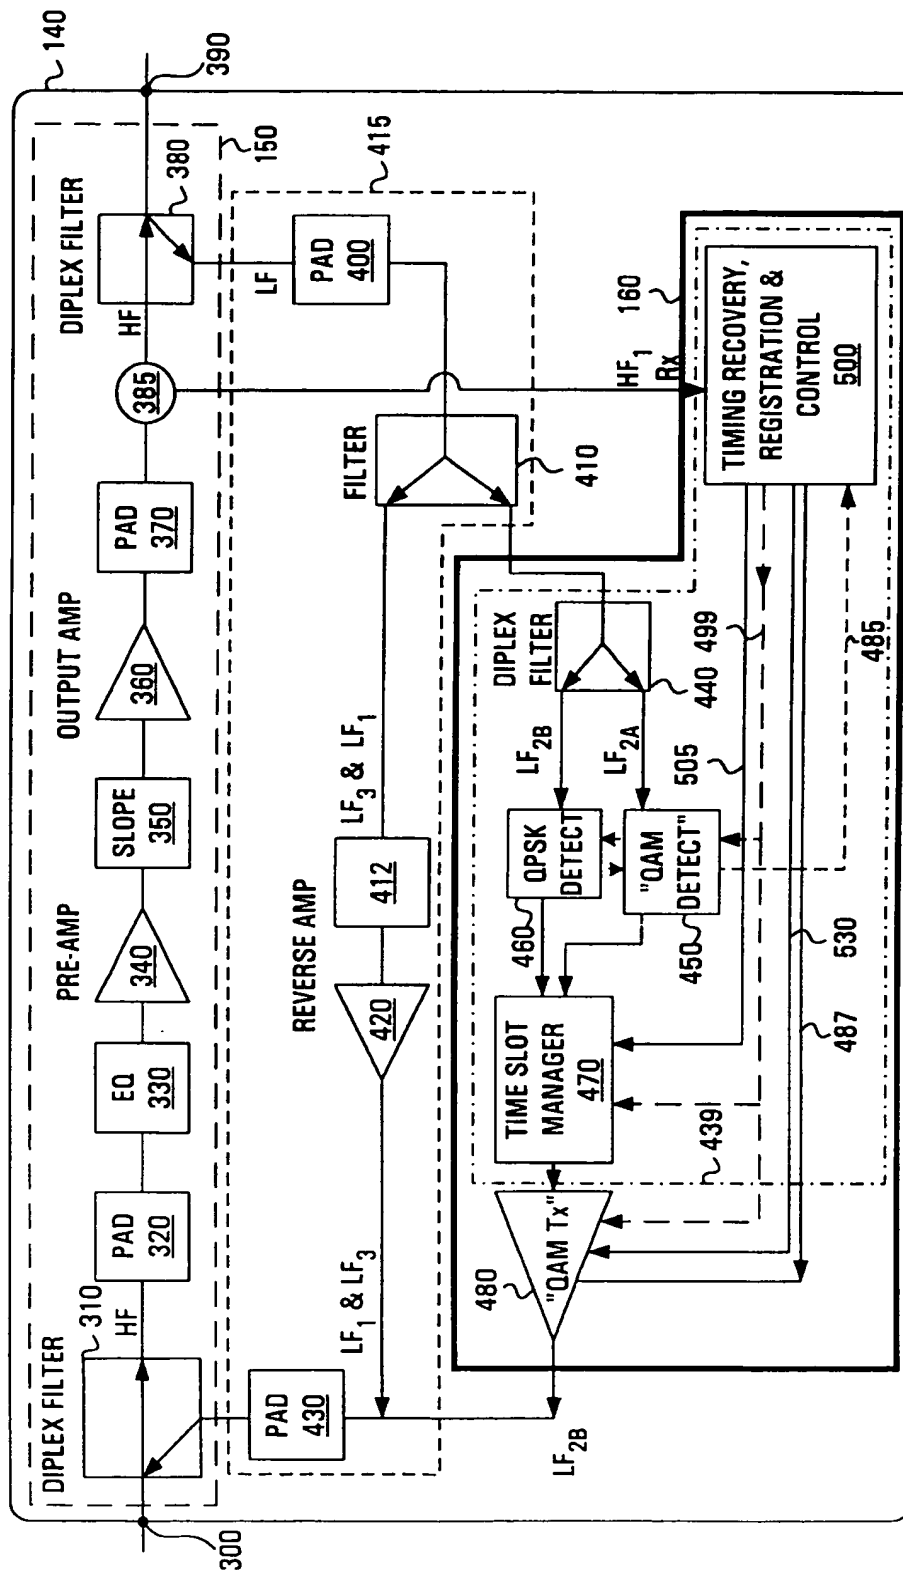 140
DIPLEX FILTER
310
HF
PAD
320
EQ
330
PRE-AMP
340
SLOPE
350
OUTPUT AMP
360
PAD
370
385
HF
DIPLEX FILTER
380
390
300
150
415
LF
PAD
400
FILTER
410
LF3 & LF1
412
REVERSE AMP
420
LF1 & LF3
PAD
430
HF1
Rx
160
TIMING RECOVERY,
REGISTRATION &
CONTROL
500
DIPLEX
FILTER
440
LF2B
LF2A
QPSK
DETECT
460
"QAM
DETECT"
450
TIME SLOT
MANAGER
470
"QAM Tx"
480
LF2B
505
499
485
530
487
439